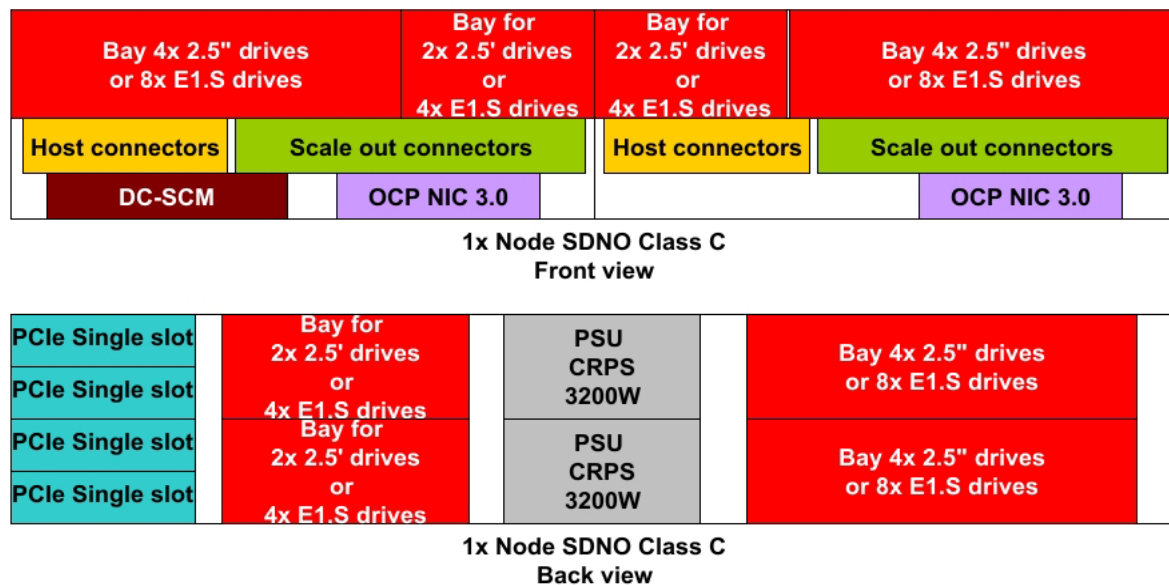 Bay 4x 2.5" drives
or 8x E1.S drives
Bay for
2x 2.5' drives
or
4x E1.S drives
Bay for
2x 2.5' drives
or
4x E1.S drives
Bay 4x 2.5" drives
or 8x E1.S drives
Host connectors
Scale out connectors
Host connectors
Scale out connectors
DC-SCM
OCP NIC 3.0
OCP NIC 3.0
1x Node SDNO Class C
Front view
PCIe Single slot
PCIe Single slot
PCIe Single slot
PCIe Single slot
Bay for
2x 2.5' drives
or
4x E1.S drives
Bay for
2x 2.5' drives
or
4x E1.S drives
PSU
CRPS
3200W
PSU
CRPS
3200W
Bay 4x 2.5" drives
or 8x E1.S drives
Bay 4x 2.5" drives
or 8x E1.S drives
1x Node SDNO Class C
Back view